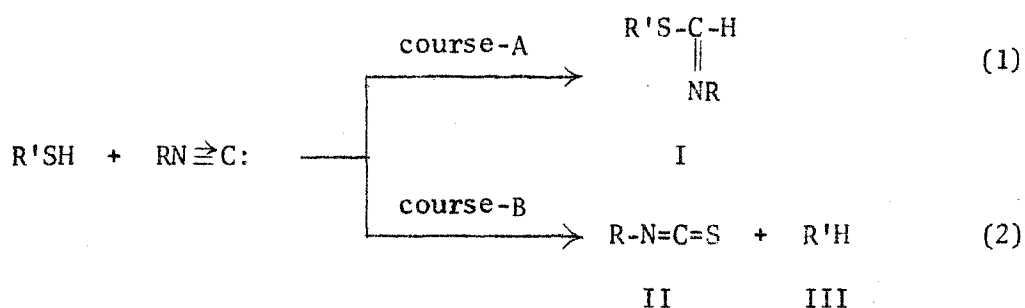 R'S-C-H
course-A (1)
NR
R'SH + RN≡C: I
course-B
R-N=C=S + R'H (2)
II III